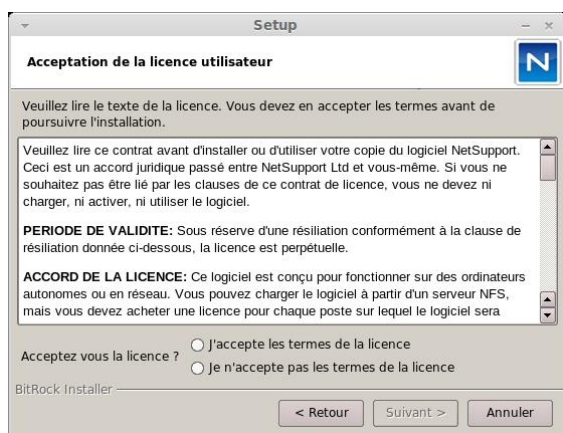 Setup
Acceptation de la licence utilisateur
N
Veuillez lire le texte de la licence. Vous devez en accepter les termes avant de
poursuivre l'installation.
Veuillez lire ce contrat avant d'installer ou d'utiliser votre copie du logiciel NetSupport.
Ceci est un accord juridique passé entre NetSupport Ltd et vous-même. Si vous ne
souhaitez pas être lié par les clauses de ce contrat de licence, vous ne devez ni
charger, ni activer, ni utiliser le logiciel.
PERIODE DE VALIDITE: Sous réserve d'une résiliation conformément à la clause de
résiliation donnée ci-dessous, la licence est perpétuelle.
ACCORD DE LA LICENCE: Ce logiciel est conçu pour fonctionner sur des ordinateurs
autonomes ou en réseau. Vous pouvez charger le logiciel à partir d'un serveur NFS,
mais vous devez acheter une licence pour chaque poste sur lequel le logiciel sera
Acceptez vous la licence ?
J'accepte les termes de la licence
Je n'accepte pas les termes de la licence
BitRock Installer
< Retour
Suivant >
Annuler